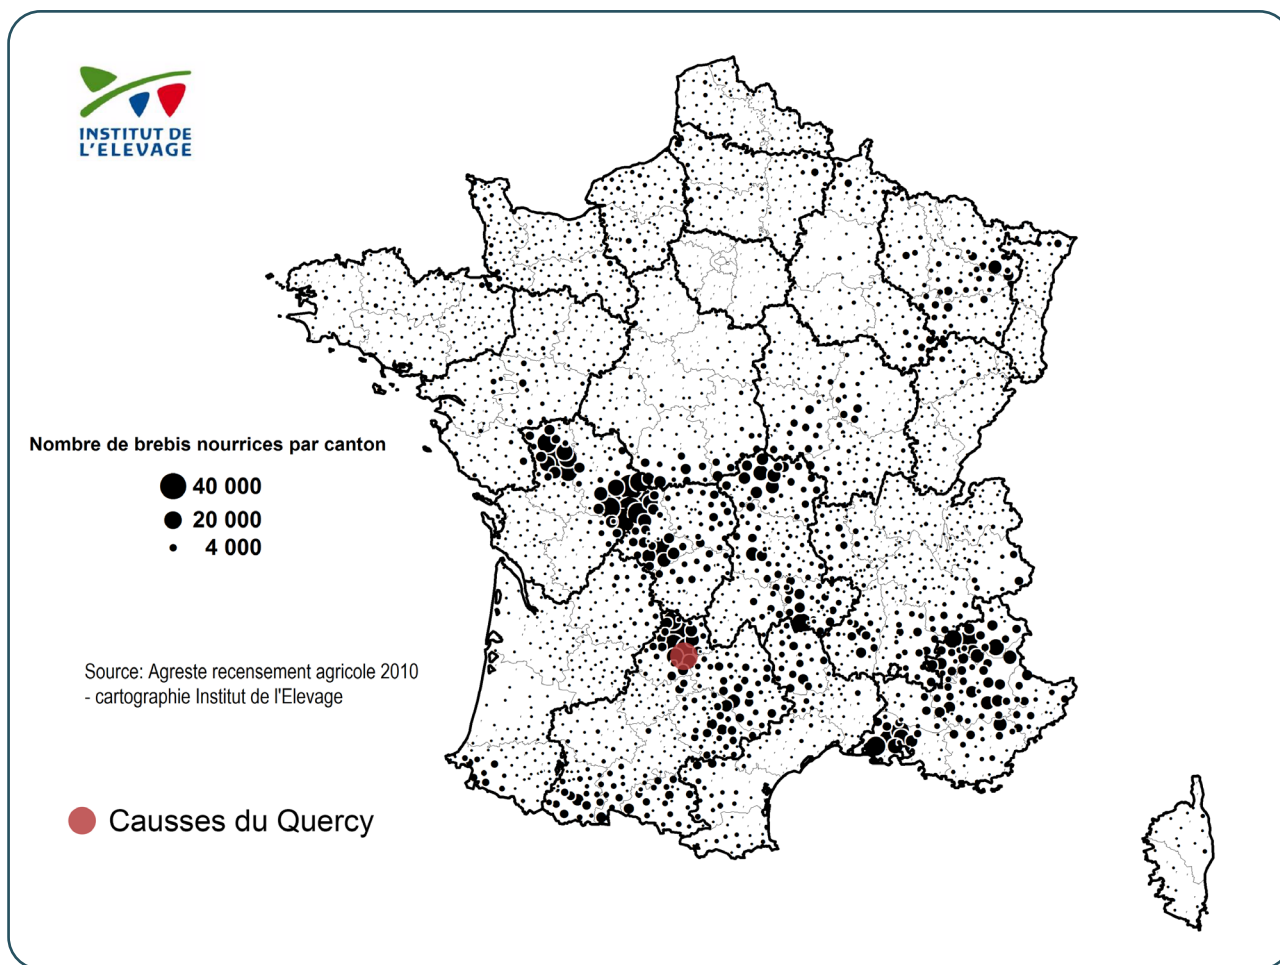 INSTITUT DE
L'ELEVAGE
Nombre de brebis nourrices par canton
40 000
20 000
4 000
Source: Agreste recensement agricole 2010
- cartographie Institut de l'Elevage
Causses du Quercy